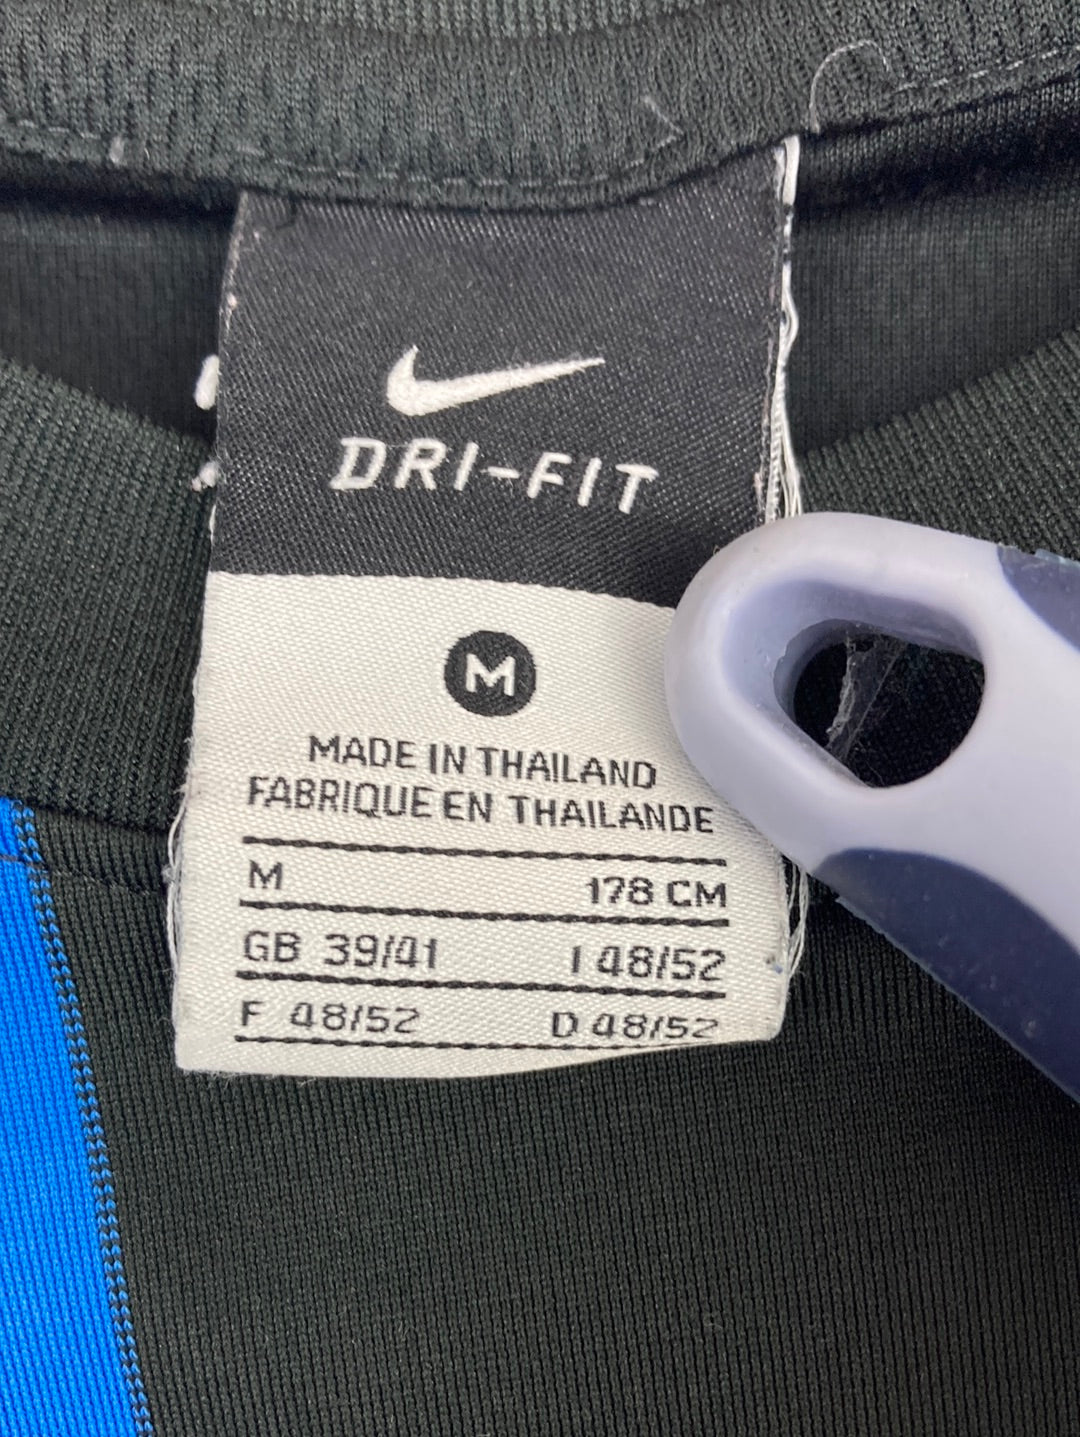 DRI-FIT
M
MADE IN THAILAND
FABRIQUE EN THAILANDE
M 178 CM
GB 39/41 I 48/52
F 48/52 D 48/52